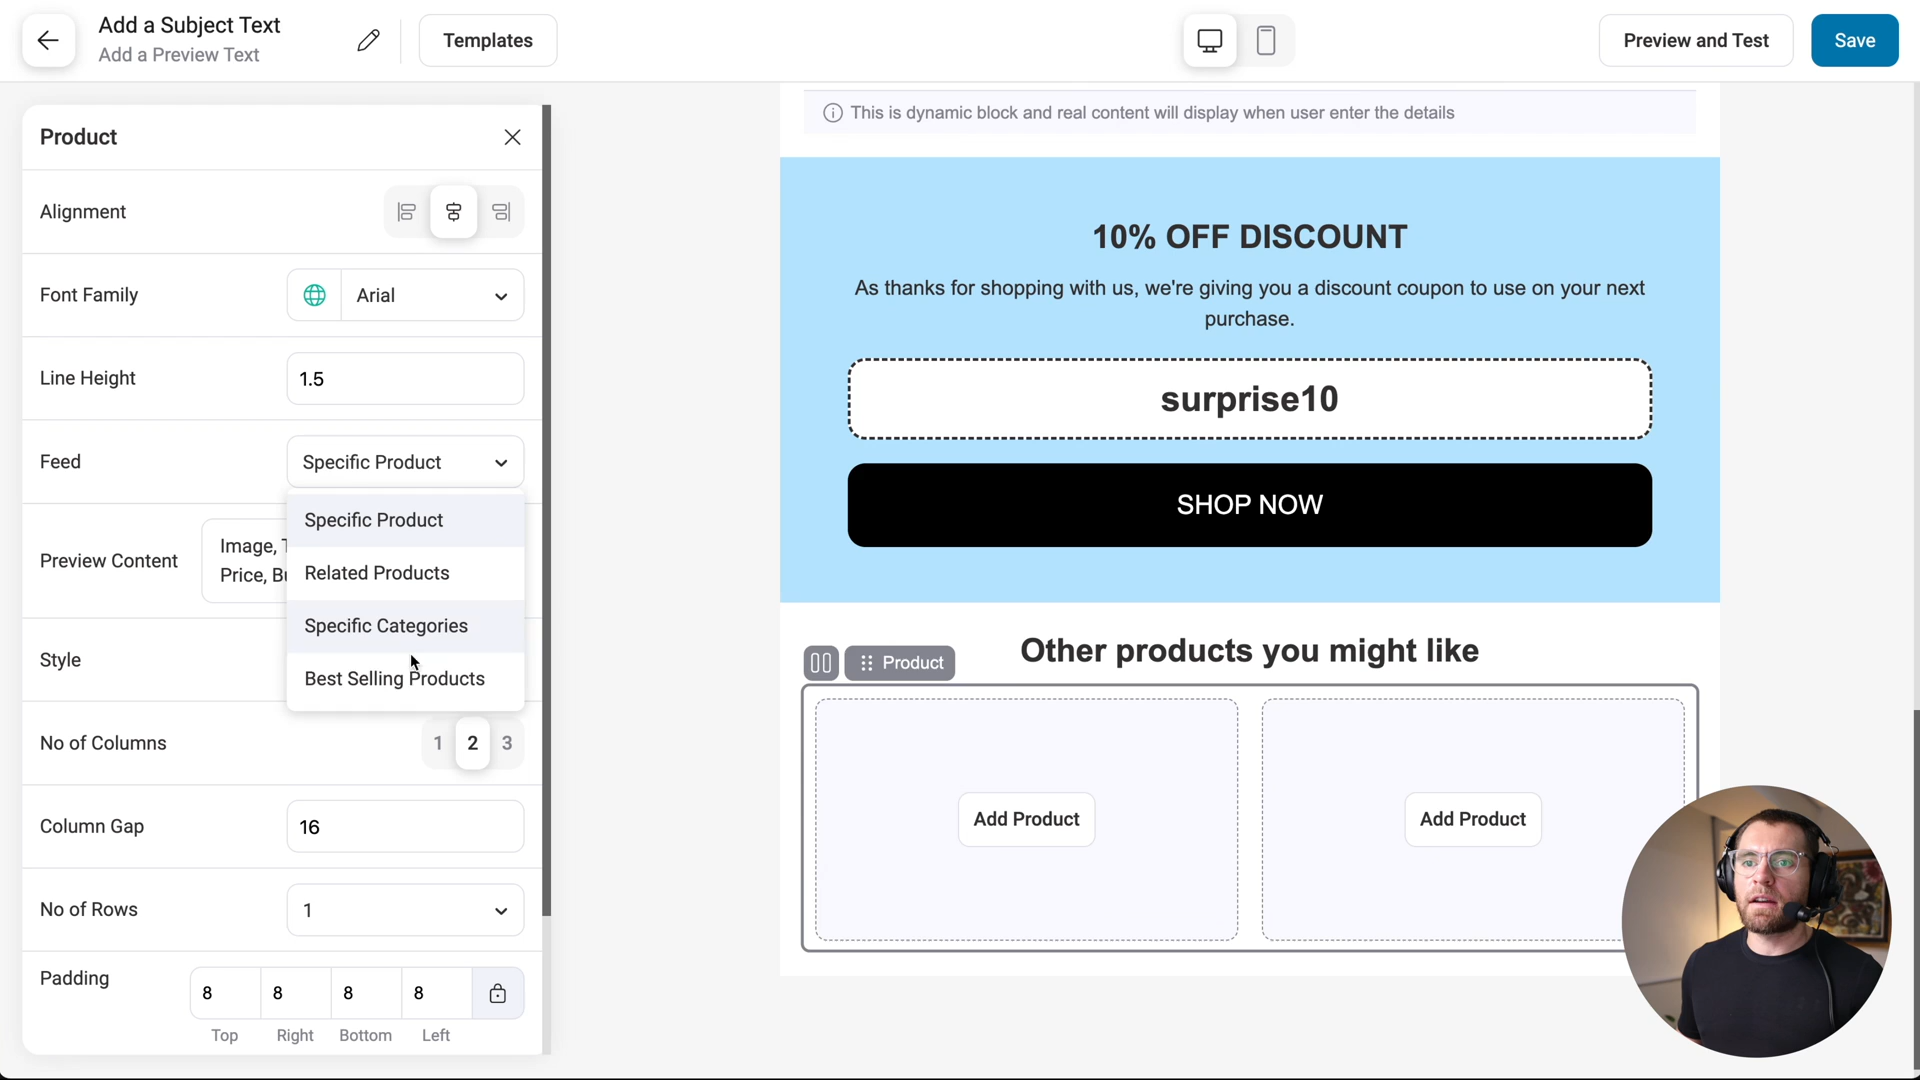 Add a Subject Text
Add a Preview Text
Templates
Preview and Test
Save
Product
Alignment
Font Family
Arial
Line Height
1.5
Feed
Specific Product
Specific Product
Related Products
Specific Categories
Best Selling Products
Preview Content
Image,
Price,
Style
No of Columns
1 2 3
Column Gap
16
No of Rows
1
Padding
8 8 8 8
Top Right Bottom Left
This is dynamic block and real content will display when user enter the details
10% OFF DISCOUNT
As thanks for shopping with us, we're giving you a discount coupon to use on your next
purchase.
surprise10
SHOP NOW
Other products you might like
Product
Add Product
Add Product